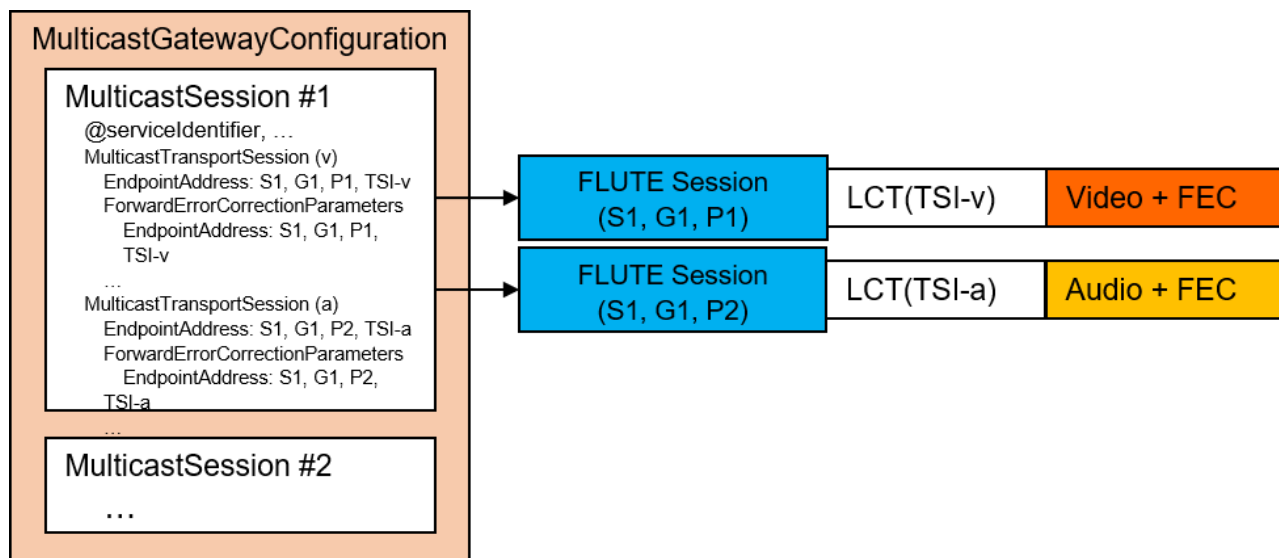 MulticastGatewayConfiguration
MulticastSession #1
@serviceIdentifier, …
MulticastTransportSession (v)
EndpointAddress: S1, G1, P1, TSI-v
ForwardErrorCorrectionParameters
EndpointAddress: S1, G1, P1,
TSI-v
…
MulticastTransportSession (a)
EndpointAddress: S1, G1, P2, TSI-a
ForwardErrorCorrectionParameters
EndpointAddress: S1, G1, P2,
TSI-a
…
MulticastSession #2
…
FLUTE Session
(S1, G1, P1)
LCT(TSI-v)
Video + FEC
FLUTE Session
(S1, G1, P2)
LCT(TSI-a)
Audio + FEC